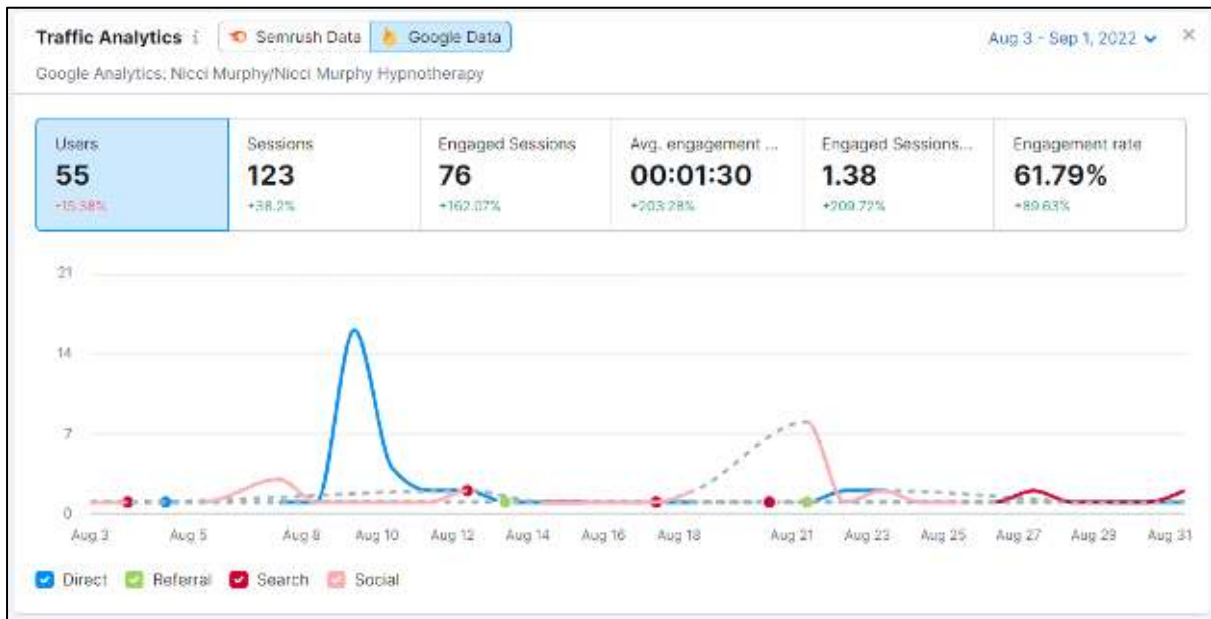 Traffic Analytics i Semrush Data Google Data Aug 3 - Sep 1, 2022
Google Analytics: Nicci Murphy/Nicci Murphy Hypnotherapy
Users Sessions Engaged Sessions Avg. engagement ... Engaged Sessions... Engagement rate
55 123 76 00:01:30 1.38 61.79%
-15.38% +38.2% +162.07% +203.28% +209.72% +89.63%
21
14
7
0
Aug 3 Aug 5 Aug 8 Aug 10 Aug 12 Aug 14 Aug 16 Aug 18 Aug 21 Aug 23 Aug 25 Aug 27 Aug 29 Aug 31
Direct Referral Search Social